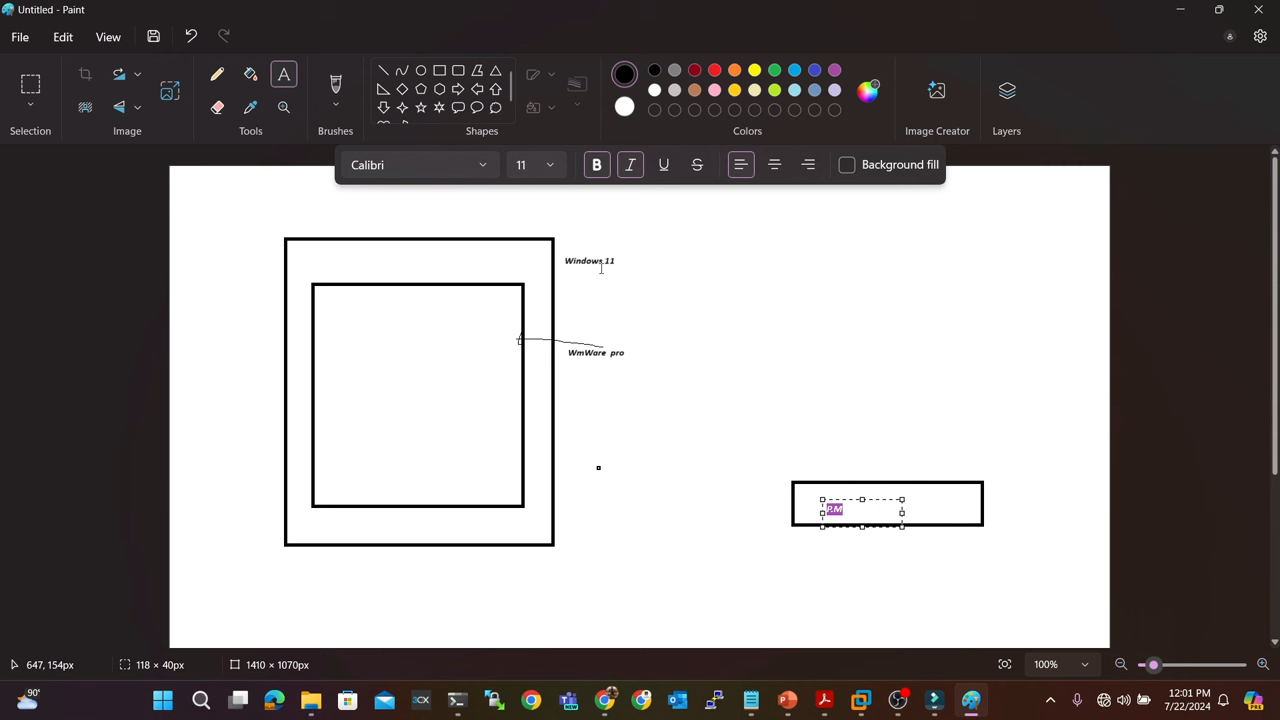 Untitled - Paint
File
Edit
View
Selection
Image
Tools
Brushes
Shapes
Colors
Image Creator
Layers
Calibri
11
B
I
U
S
Background fill
Windows 11
WmWare pro
P.M
647, 154px
118 × 40px
1410 × 1070px
100%
90°
12:01 PM
7/22/2024